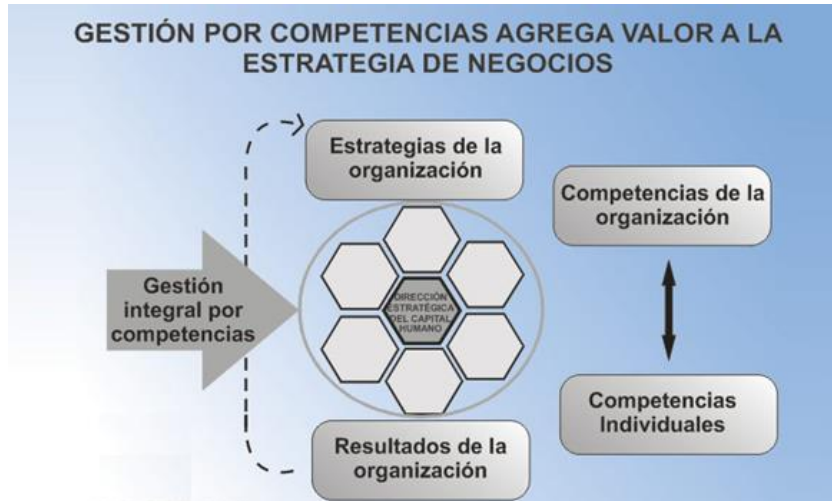 GESTIÓN POR COMPETENCIAS AGREGA VALOR A LA
ESTRATEGIA DE NEGOCIOS
Estrategias de la
organización
Competencias de la
organización
Gestión
integral por
competencias
DIRECCIÓN
ESTRATÉGICA
DEL CAPITAL
HUMANO
Competencias
Individuales
Resultados de la
organización